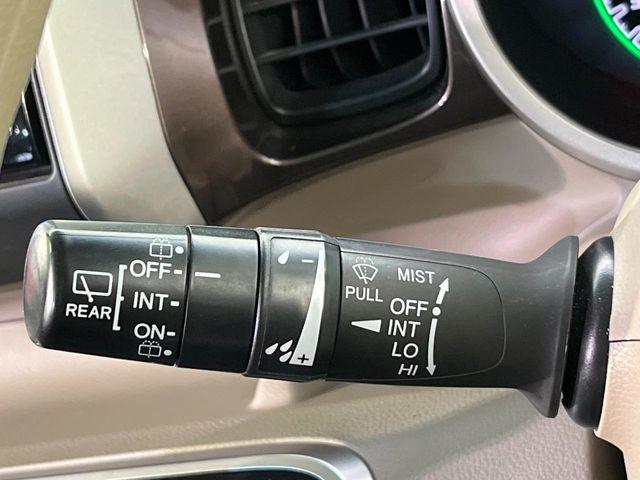 OFF
INT
REAR
ON
− 
+
MIST
PULL
OFF
INT
LO
HI